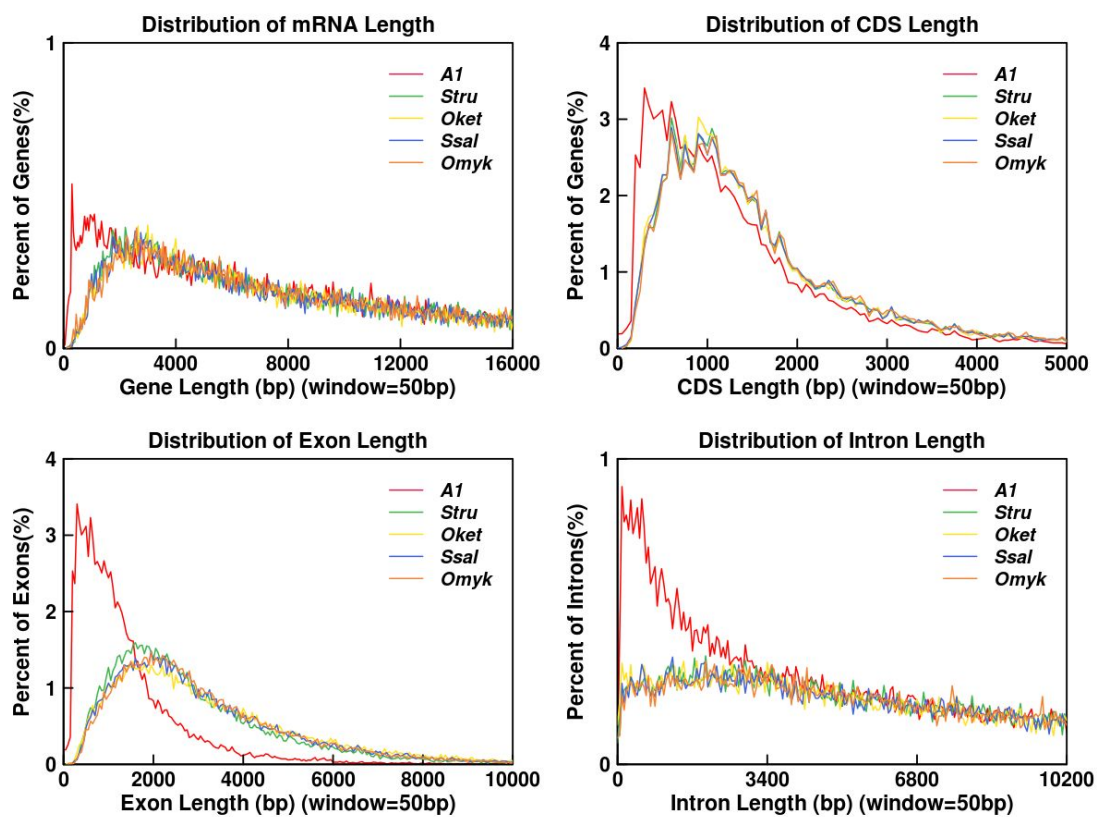 Distribution of mRNA Length
Percent of Genes(%)
1
0
A1
Stru
Oket
Ssal
Omyk
0 4000 8000 12000 16000
Gene Length (bp) (window=50bp)
Distribution of CDS Length
Percent of Genes(%)
4
3
2
1
0
A1
Stru
Oket
Ssal
Omyk
0 1000 2000 3000 4000 5000
CDS Length (bp) (window=50bp)
Distribution of Exon Length
Percent of Exons(%)
4
3
2
1
0
A1
Stru
Oket
Ssal
Omyk
0 2000 4000 6000 8000 10000
Exon Length (bp) (window=50bp)
Distribution of Intron Length
Percent of Introns(%)
1
0
A1
Stru
Oket
Ssal
Omyk
0 3400 6800 10200
Intron Length (bp) (window=50bp)